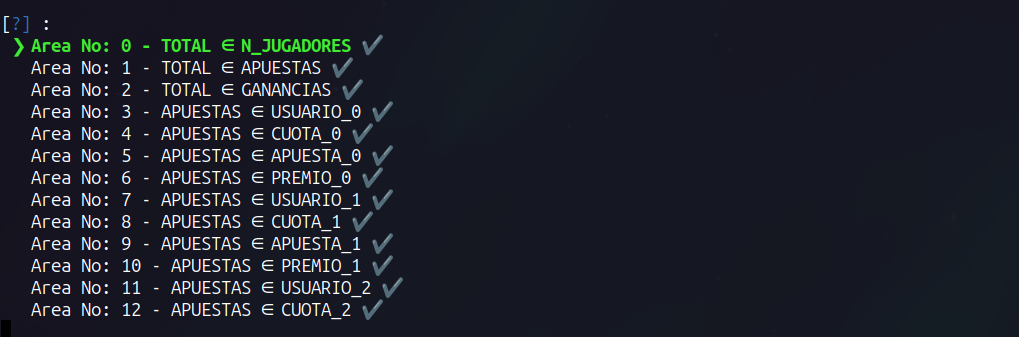 [?] :
❯ Area No: 0 - TOTAL ∈ N_JUGADORES ✔
Area No: 1 - TOTAL ∈ APUESTAS ✔
Area No: 2 - TOTAL ∈ GANANCIAS ✔
Area No: 3 - APUESTAS ∈ USUARIO_0 ✔
Area No: 4 - APUESTAS ∈ CUOTA_0 ✔
Area No: 5 - APUESTAS ∈ APUESTA_0 ✔
Area No: 6 - APUESTAS ∈ PREMIO_0 ✔
Area No: 7 - APUESTAS ∈ USUARIO_1 ✔
Area No: 8 - APUESTAS ∈ CUOTA_1 ✔
Area No: 9 - APUESTAS ∈ APUESTA_1 ✔
Area No: 10 - APUESTAS ∈ PREMIO_1 ✔
Area No: 11 - APUESTAS ∈ USUARIO_2 ✔
Area No: 12 - APUESTAS ∈ CUOTA_2 ✔